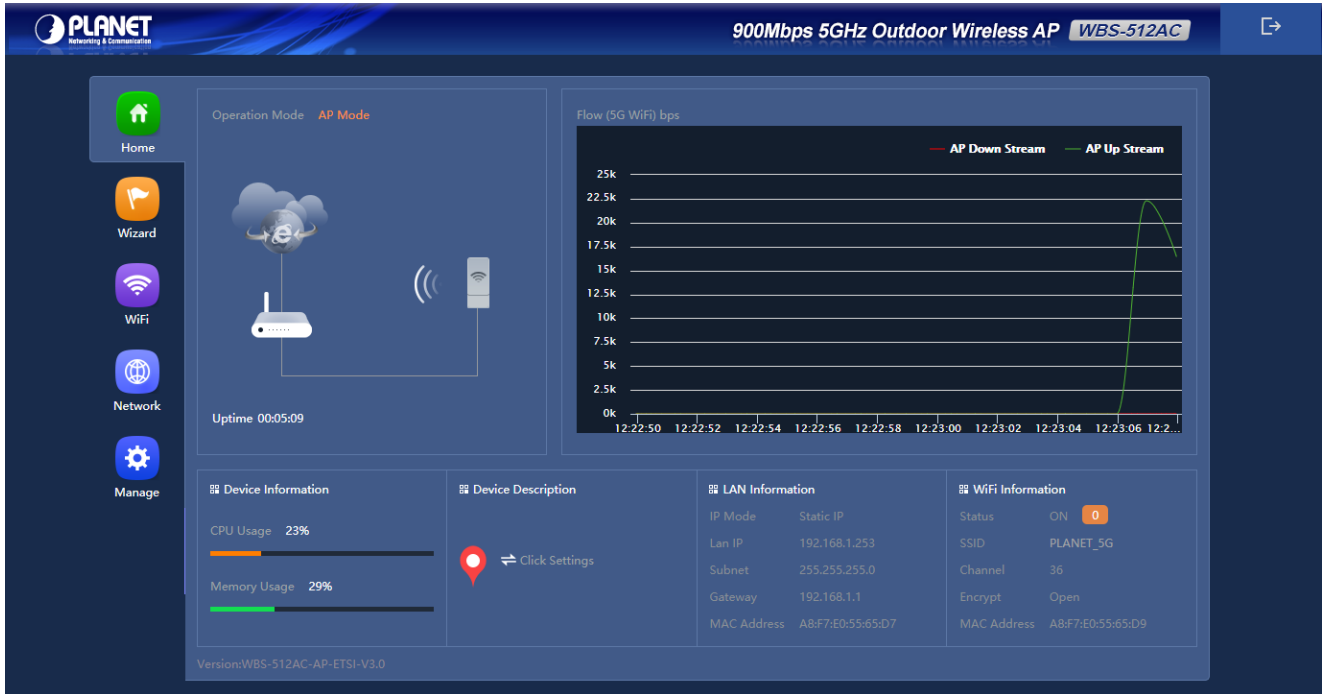 PLANET
Networking & Communication
900Mbps 5GHz Outdoor Wireless AP WBS-512AC
Home
Wizard
WiFi
Network
Manage
Operation Mode AP Mode
Uptime 00:05:09
Flow (5G WiFi) bps
AP Down Stream AP Up Stream
25k
22.5k
20k
17.5k
15k
12.5k
10k
7.5k
5k
2.5k
0k
12:22:50 12:22:52 12:22:54 12:22:56 12:22:58 12:23:00 12:23:02 12:23:04 12:23:06 12:2...
Device Information
CPU Usage 23%
Memory Usage 29%
Device Description
Click Settings
LAN Information
IP Mode Static IP
Lan IP 192.168.1.253
Subnet 255.255.255.0
Gateway 192.168.1.1
MAC Address A8:F7:E0:55:65:D7
WiFi Information
Status ON 0
SSID PLANET_5G
Channel 36
Encrypt Open
MAC Address A8:F7:E0:55:65:D9
Version:WBS-512AC-AP-ETSI-V3.0